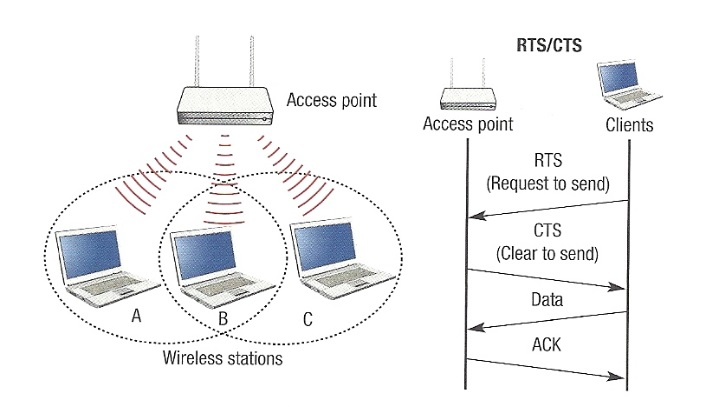 Access point
A
B
C
Wireless stations
RTS/CTS
Access point
Clients
RTS
(Request to send)
CTS
(Clear to send)
Data
ACK